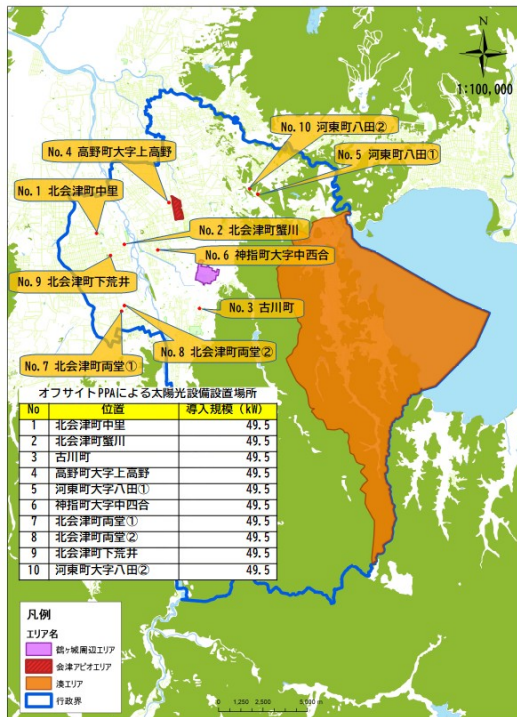 N
1:100,000
No.10 河東町八田②
No.5 河東町八田①
No.4 高野町大字上高野
No.1 北会津町中里
No.2 北会津町蟹川
No.6 神指町大字中西合
No.9 北会津町下荒井
No.3 古川町
No.8 北会津町両堂②
No.7 北会津町両堂①
オフサイトPPAによる太陽光設備設置場所
No 位置 導入規模（kW）
1 北会津町中里 49.5
2 北会津町蟹川 49.5
3 古川町 49.5
4 高野町大字上高野 49.5
5 河東町大字八田① 49.5
6 神指町大字中四合 49.5
7 北会津町両堂① 49.5
8 北会津町両堂② 49.5
9 北会津町下荒井 49.5
10 河東町大字八田② 49.5
凡例
エリア名
鶴ヶ城周辺エリア
会津アピオエリア
湊エリア
行政界
0 1,250 2,500 5,000 m